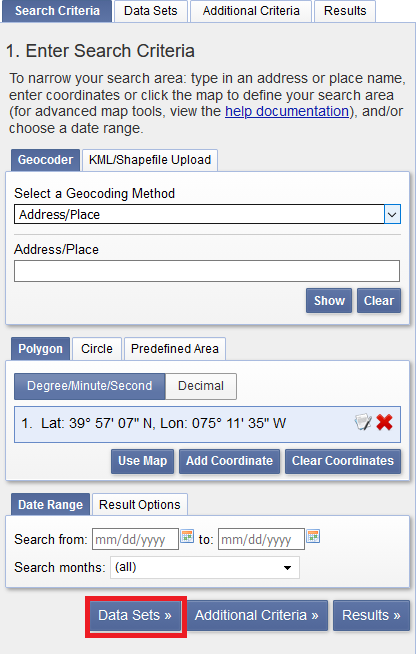 Search Criteria Data Sets Additional Criteria Results
1. Enter Search Criteria
To narrow your search area: type in an address or place name,
enter coordinates or click the map to define your search area
(for advanced map tools, view the help documentation), and/or
choose a date range.
Geocoder KML/Shapefile Upload
Select a Geocoding Method
Address/Place
Address/Place
Show Clear
Polygon Circle Predefined Area
Degree/Minute/Second Decimal
1. Lat: 39° 57' 07" N, Lon: 075° 11' 35" W
Use Map Add Coordinate Clear Coordinates
Date Range Result Options
Search from: mm/dd/yyyy to: mm/dd/yyyy
Search months: (all)
Data Sets » Additional Criteria » Results »